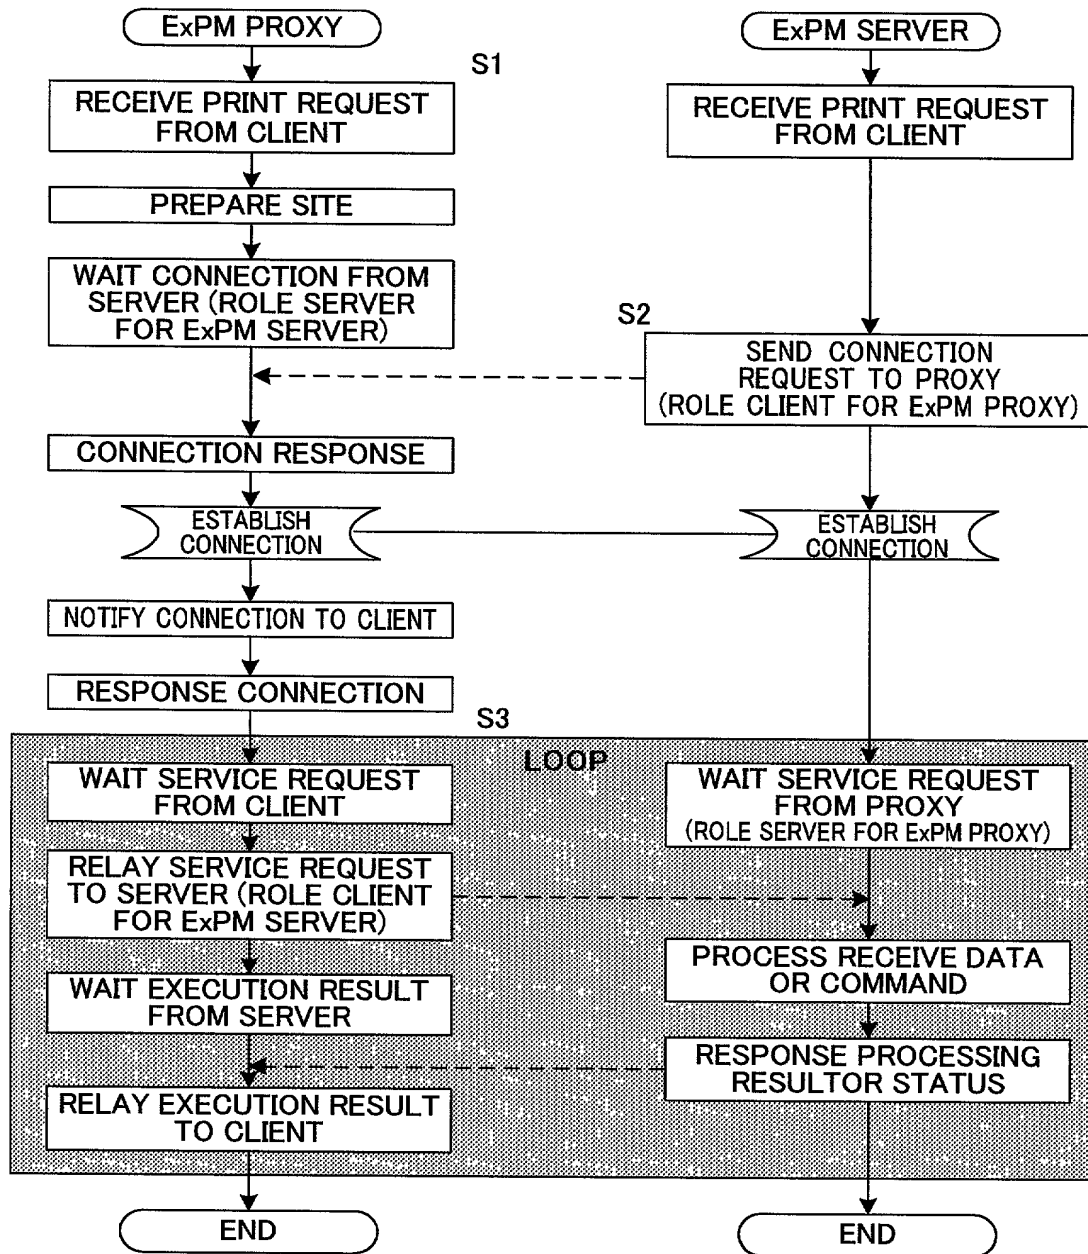 ExPM PROXY
S1
RECEIVE PRINT REQUEST
FROM CLIENT
PREPARE SITE
WAIT CONNECTION FROM
SERVER (ROLE SERVER
FOR ExPM SERVER)
CONNECTION RESPONSE
ESTABLISH
CONNECTION
NOTIFY CONNECTION TO CLIENT
RESPONSE CONNECTION
ExPM SERVER
RECEIVE PRINT REQUEST
FROM CLIENT
S2
SEND CONNECTION
REQUEST TO PROXY
(ROLE CLIENT FOR ExPM PROXY)
ESTABLISH
CONNECTION
S3
LOOP
WAIT SERVICE REQUEST
FROM CLIENT
RELAY SERVICE REQUEST
TO SERVER (ROLE CLIENT
FOR ExPM SERVER)
WAIT EXECUTION RESULT
FROM SERVER
RELAY EXECUTION RESULT
TO CLIENT
END
WAIT SERVICE REQUEST
FROM PROXY
(ROLE SERVER FOR ExPM PROXY)
PROCESS RECEIVE DATA
OR COMMAND
RESPONSE PROCESSING
RESULTOR STATUS
END